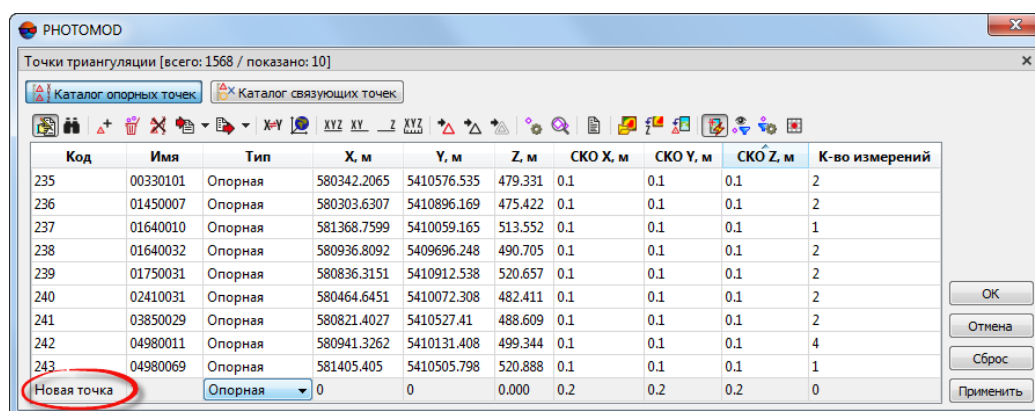 PHOTOMOD
Точки триангуляции [всего: 1568 / показано: 10]
Каталог опорных точек Каталог связующих точек
X⇌Y XYZ XY_ __Z XYZ
Код Имя Тип X, м Y, м Z, м СКО X, м СКО Y, м СКО Z, м К-во измерений
235 00330101 Опорная 580342.2065 5410576.535 479.331 0.1 0.1 0.1 2
236 01450007 Опорная 580303.6307 5410896.169 475.422 0.1 0.1 0.1 2
237 01640010 Опорная 581368.7599 5410059.165 513.552 0.1 0.1 0.1 1
238 01640032 Опорная 580936.8092 5409696.248 490.705 0.1 0.1 0.1 2
239 01750031 Опорная 580836.3151 5410912.538 520.657 0.1 0.1 0.1 2
240 02410031 Опорная 580464.6451 5410072.308 482.411 0.1 0.1 0.1 2
241 03850029 Опорная 580821.4027 5410527.41 488.609 0.1 0.1 0.1 2
242 04980011 Опорная 580941.3262 5410131.408 499.344 0.1 0.1 0.1 4
243 04980069 Опорная 581405.405 5410505.798 520.888 0.1 0.1 0.1 1
Новая точка Опорная 0 0 0.000 0.2 0.2 0.2 0
OK
Отмена
Сброс
Применить